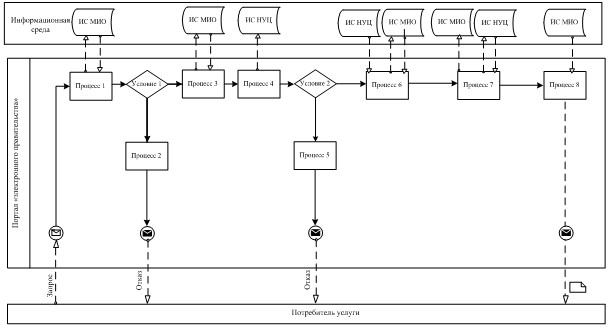 Информационная
среда
ИС МИО
ИС МИО
ИС НУЦ
ИС НУЦ
ИС МИО
ИС МИО
ИС НУЦ
ИС МИО
Портал «электронного правительства»
Процесс 1
Условие 1
Процесс 3
Процесс 4
Условие 2
Процесс 6
Процесс 7
Процесс 8
Процесс 2
Процесс 5
Запрос
Отказ
Отказ
Потребитель услуги